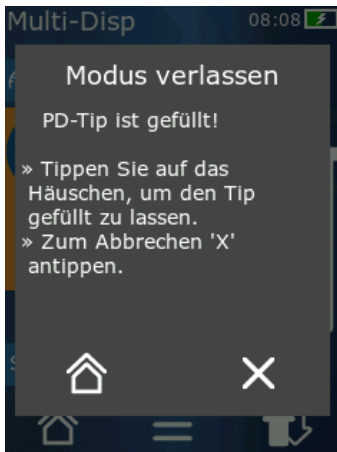 Multi-Disp 08:08
Modus verlassen
PD-Tip ist gefüllt!
» Tippen Sie auf das
Häuschen, um den Tip
gefüllt zu lassen.
» Zum Abbrechen 'X'
antippen.